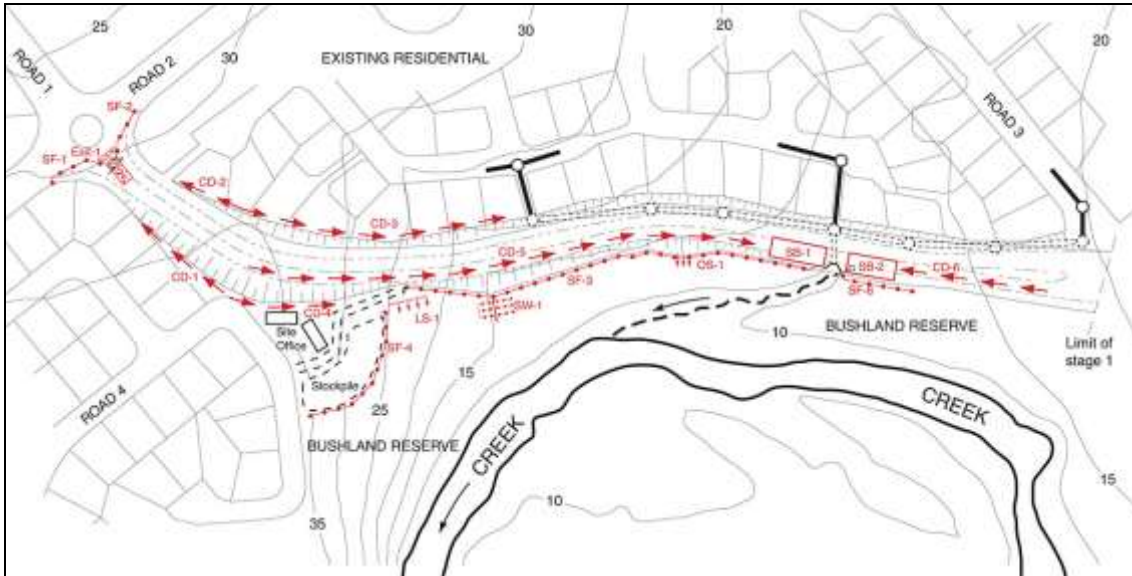 25
30
EXISTING RESIDENTIAL
30
20
20
ROAD 1
ROAD 2
ROAD 3
SF-2
SF-1
CD-2
CD-3
CD-1
CD-5
OS-1
SB-1
SB-2
CD-6
SF-3
SF-5
CD-4
LS-1
SW-1
Site
Office
SF-4
Stockpile
ROAD 4
25
15
10
BUSHLAND RESERVE
Limit of
stage 1
BUSHLAND RESERVE
CREEK
CREEK
10
15
35